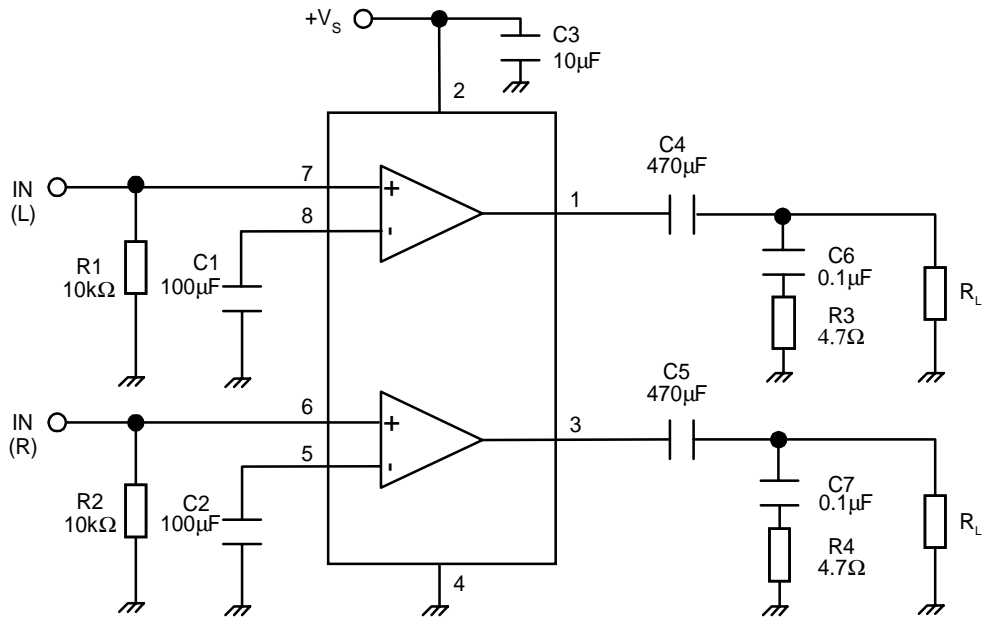 +VS
C3
10µF
2
C4
470µF
IN
(L)
7
+
1
8
-
R1
10kΩ
C1
100µF
C6
0.1µF
R3
4.7Ω
RL
C5
470µF
IN
(R)
6
+
3
5
-
R2
10kΩ
C2
100µF
C7
0.1µF
R4
4.7Ω
RL
4